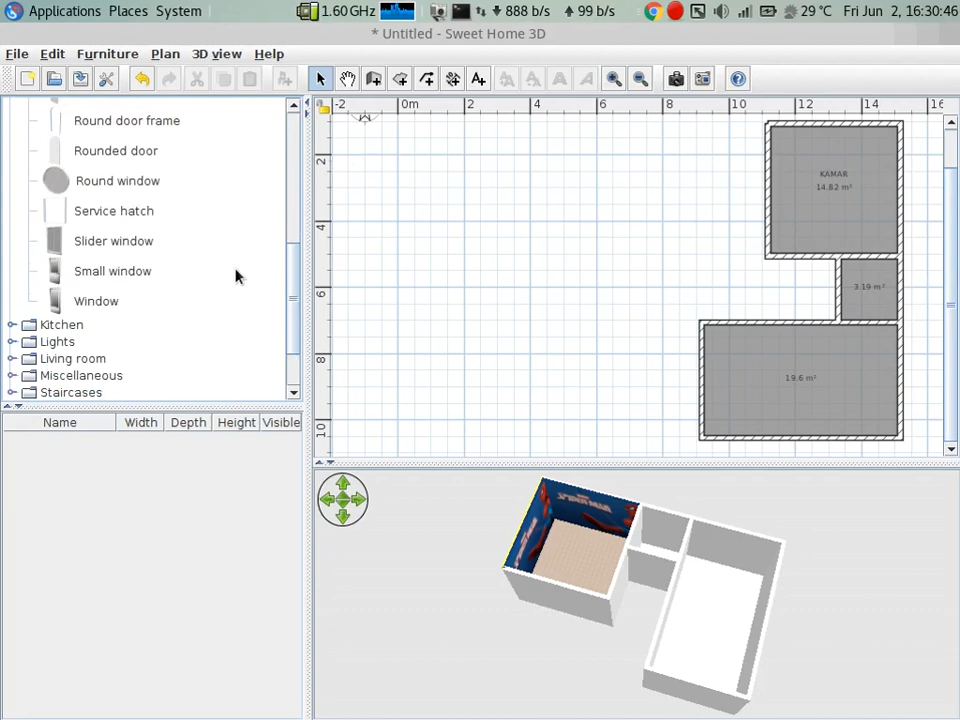 Applications Places System 1.60GHz 888 b/s 99 b/s 29 °C Fri Jun 2, 16:30:46
* Untitled - Sweet Home 3D
File Edit Furniture Plan 3D view Help
Round door frame
Rounded door
Round window
Service hatch
Slider window
Small window
Window
Kitchen
Lights
Living room
Miscellaneous
Staircases
Name Width Depth Height Visible
-2 0m 2 4 6 8 10 12 14 16
2
4
6
8
10
KAMAR
14.82 m²
3.19 m²
19.6 m²